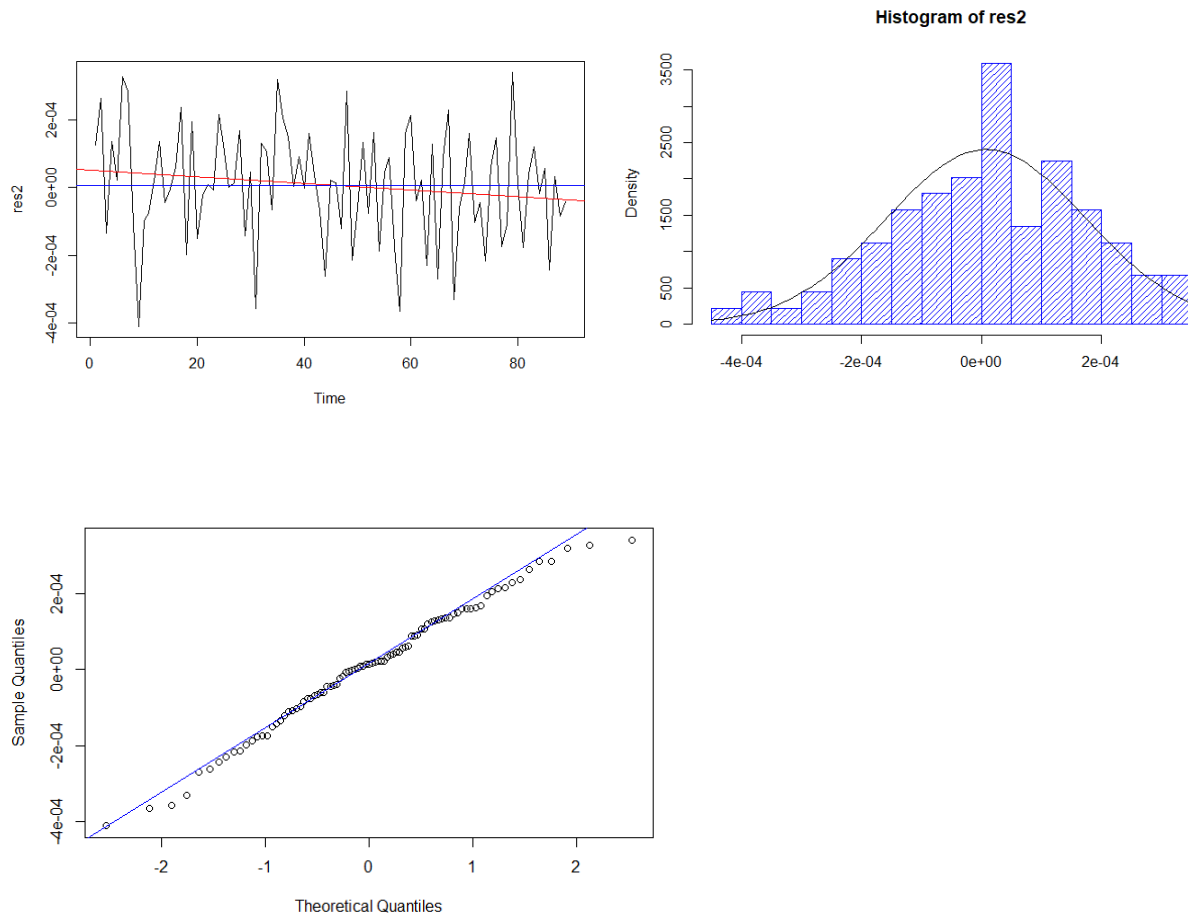 Histogram of res2
res2
-4e-04 -2e-04 0e+00 2e-04
0 20 40 60 80
Time
Density
0 500 1500 2500 3500
-4e-04 -2e-04 0e+00 2e-04
Sample Quantiles
-4e-04 -2e-04 0e+00 2e-04
-2 -1 0 1 2
Theoretical Quantiles